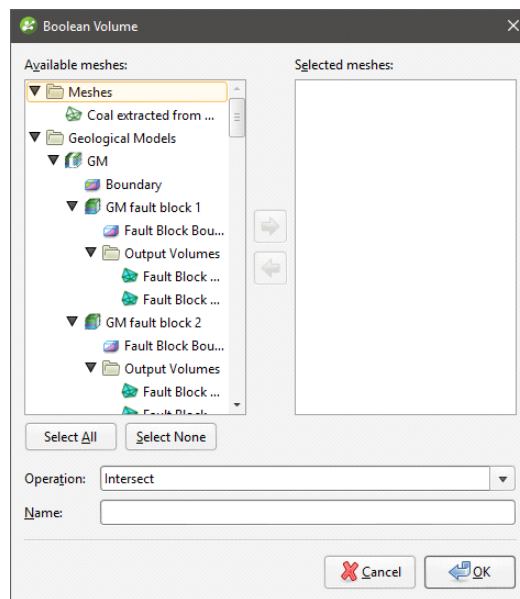 Boolean Volume
Available meshes:
Selected meshes:
Meshes
Coal extracted from ...
Geological Models
GM
Boundary
GM fault block 1
Fault Block Bou...
Output Volumes
Fault Block ...
Fault Block ...
GM fault block 2
Fault Block Bou...
Output Volumes
Fault Block ...
Fault Block
Select All
Select None
Operation:
Intersect
Name:
Cancel
OK